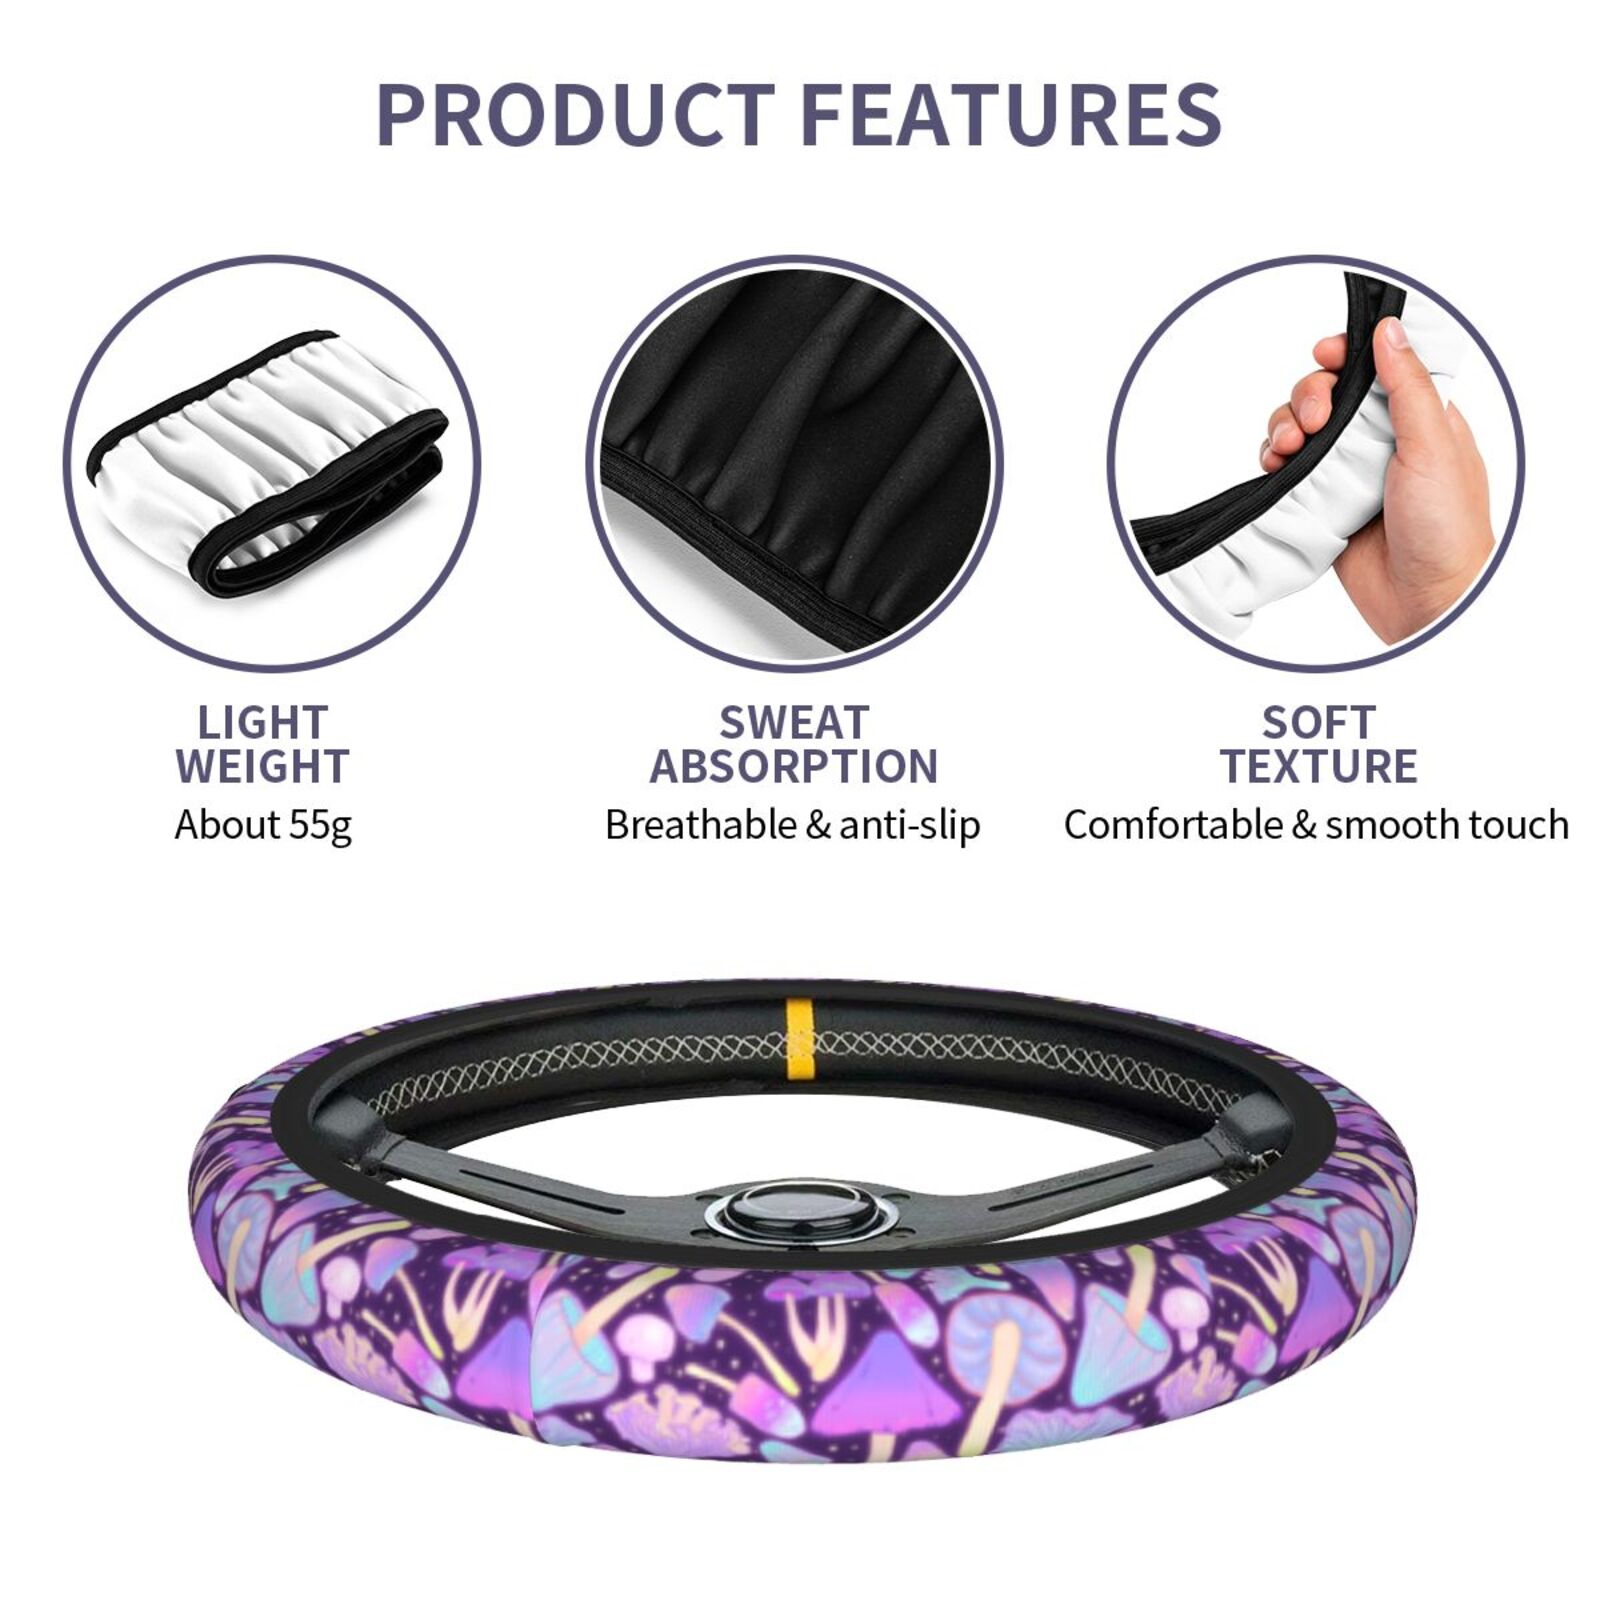 PRODUCT FEATURES
LIGHT
WEIGHT
About 55g
SWEAT
ABSORPTION
Breathable & anti-slip
SOFT
TEXTURE
Comfortable & smooth touch